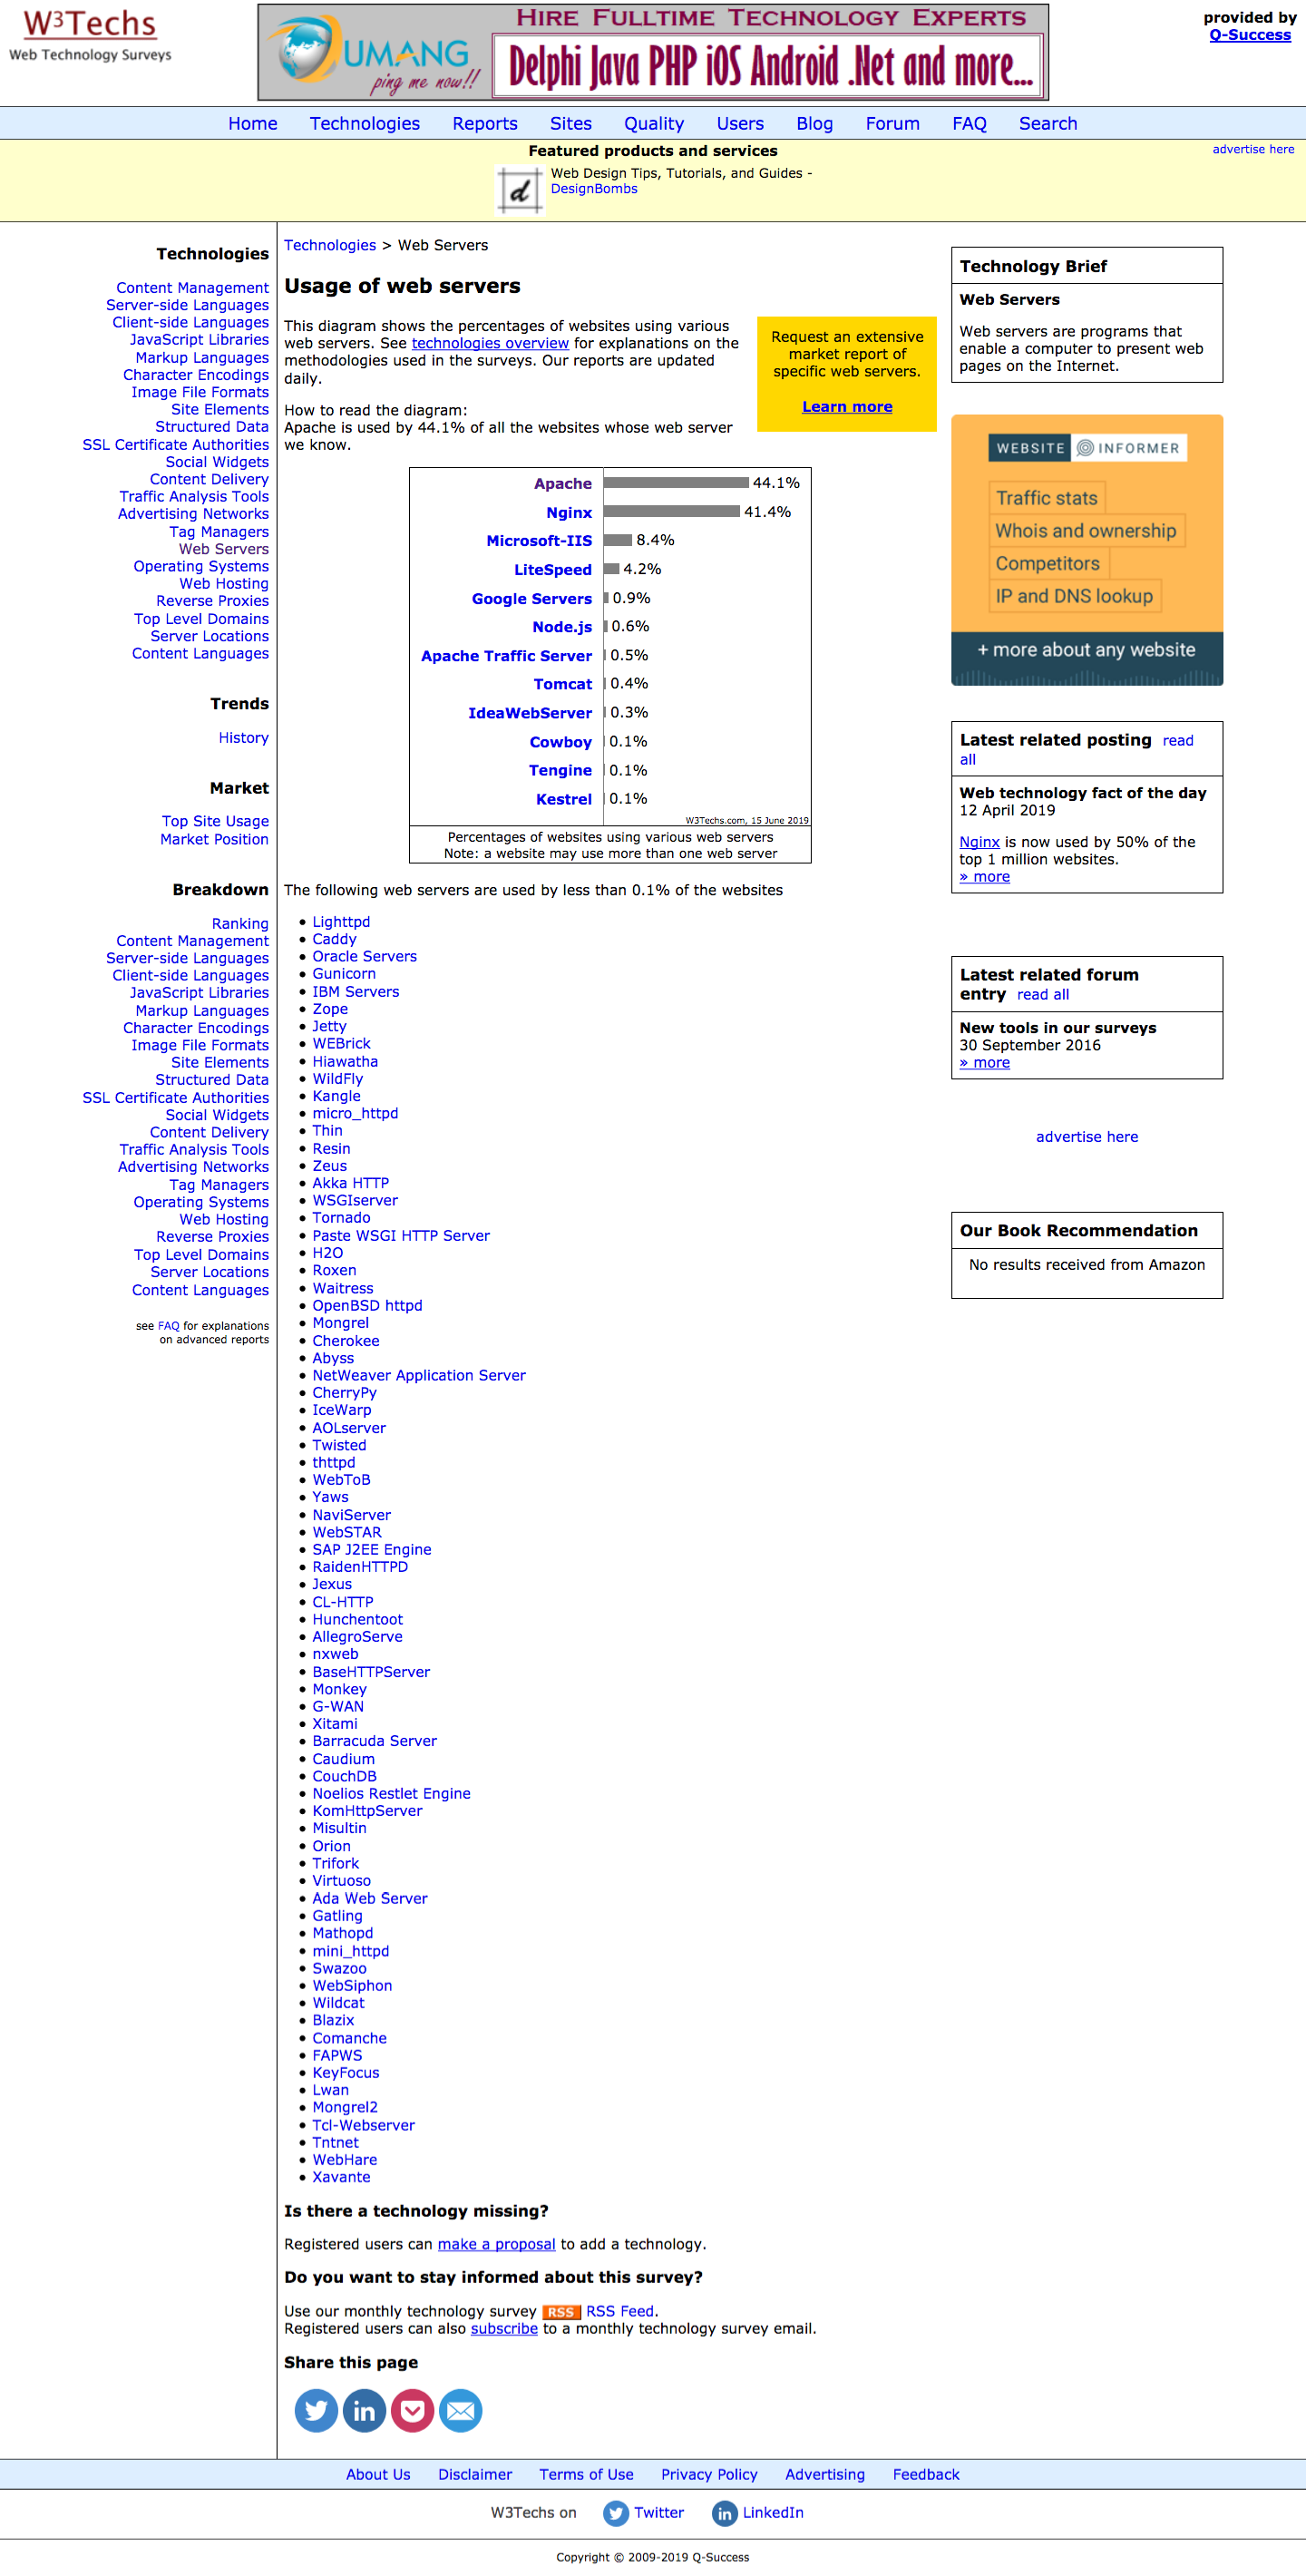 W3Techs
Web Technology Surveys
HIRE FULLTIME TECHNOLOGY EXPERTS
UMANG
ping me now!!
Delphi Java PHP iOS Android .Net and more...
provided by
Q-Success
Home Technologies Reports Sites Quality Users Blog Forum FAQ Search
Featured products and services
advertise here
d
Web Design Tips, Tutorials, and Guides -
DesignBombs
Technologies
Content Management
Server-side Languages
Client-side Languages
JavaScript Libraries
Markup Languages
Character Encodings
Image File Formats
Site Elements
Structured Data
SSL Certificate Authorities
Social Widgets
Content Delivery
Traffic Analysis Tools
Advertising Networks
Tag Managers
Web Servers
Operating Systems
Web Hosting
Reverse Proxies
Top Level Domains
Server Locations
Content Languages
Trends
History
Market
Top Site Usage
Market Position
Breakdown
Ranking
Content Management
Server-side Languages
Client-side Languages
JavaScript Libraries
Markup Languages
Character Encodings
Image File Formats
Site Elements
Structured Data
SSL Certificate Authorities
Social Widgets
Content Delivery
Traffic Analysis Tools
Advertising Networks
Tag Managers
Operating Systems
Web Hosting
Reverse Proxies
Top Level Domains
Server Locations
Content Languages
see FAQ for explanations
on advanced reports
Technologies > Web Servers
Usage of web servers
This diagram shows the percentages of websites using various
web servers. See technologies overview for explanations on the
methodologies used in the surveys. Our reports are updated
daily.
How to read the diagram:
Apache is used by 44.1% of all the websites whose web server
we know.
Request an extensive
market report of
specific web servers.
Learn more
Apache 44.1%
Nginx 41.4%
Microsoft-IIS 8.4%
LiteSpeed 4.2%
Google Servers 0.9%
Node.js 0.6%
Apache Traffic Server 0.5%
Tomcat 0.4%
IdeaWebServer 0.3%
Cowboy 0.1%
Tengine 0.1%
Kestrel 0.1%
W3Techs.com, 15 June 2019
Percentages of websites using various web servers
Note: a website may use more than one web server
The following web servers are used by less than 0.1% of the websites
• Lighttpd
• Caddy
• Oracle Servers
• Gunicorn
• IBM Servers
• Zope
• Jetty
• WEBrick
• Hiawatha
• WildFly
• Kangle
• micro_httpd
• Thin
• Resin
• Zeus
• Akka HTTP
• WSGIserver
• Tornado
• Paste WSGI HTTP Server
• H2O
• Roxen
• Waitress
• OpenBSD httpd
• Mongrel
• Cherokee
• Abyss
• NetWeaver Application Server
• CherryPy
• IceWarp
• AOLserver
• Twisted
• thttpd
• WebToB
• Yaws
• NaviServer
• WebSTAR
• SAP J2EE Engine
• RaidenHTTPD
• Jexus
• CL-HTTP
• Hunchentoot
• AllegroServe
• nxweb
• BaseHTTPServer
• Monkey
• G-WAN
• Xitami
• Barracuda Server
• Caudium
• CouchDB
• Noelios Restlet Engine
• KomHttpServer
• Misultin
• Orion
• Trifork
• Virtuoso
• Ada Web Server
• Gatling
• Mathopd
• mini_httpd
• Swazoo
• WebSiphon
• Wildcat
• Blazix
• Comanche
• FAPWS
• KeyFocus
• Lwan
• Mongrel2
• Tcl-Webserver
• Tntnet
• WebHare
• Xavante
Is there a technology missing?
Registered users can make a proposal to add a technology.
Do you want to stay informed about this survey?
Use our monthly technology survey RSS RSS Feed.
Registered users can also subscribe to a monthly technology survey email.
Share this page
in
Technology Brief
Web Servers
Web servers are programs that
enable a computer to present web
pages on the Internet.
WEBSITE INFORMER
Traffic stats
Whois and ownership
Competitors
IP and DNS lookup
+ more about any website
Latest related posting read
all
Web technology fact of the day
12 April 2019
Nginx is now used by 50% of the
top 1 million websites.
» more
Latest related forum
entry read all
New tools in our surveys
30 September 2016
» more
advertise here
Our Book Recommendation
No results received from Amazon
About Us Disclaimer Terms of Use Privacy Policy Advertising Feedback
W3Techs on Twitter in LinkedIn
Copyright © 2009-2019 Q-Success